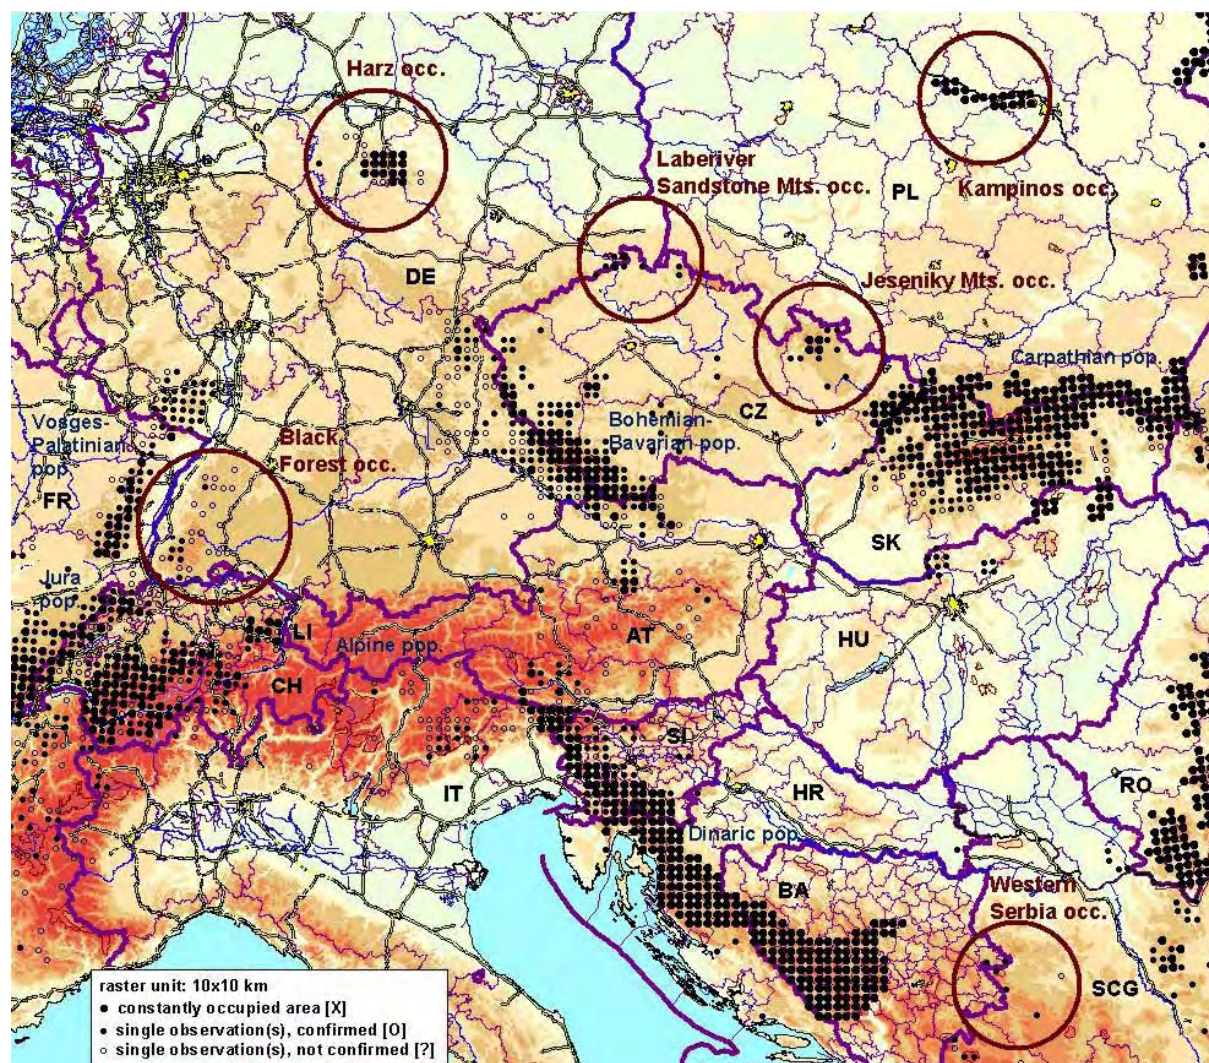 Harz occ.
Laberiver
Sandstone Mts. occ.
PL
Kampinos occ.
DE
Jeseniky Mts. occ.
Carpathian pop.
Vosges-
Palatinian
pop.
Black
Forest occ.
Bohemian-
Bavarian pop.
CZ
FR
SK
Jura
pop.
LI
Alpine pop.
AT
HU
CH
SI
IT
HR
RO
Dinaric pop.
BA
Western
Serbia occ.
SCG
raster unit: 10x10 km
constantly occupied area [X]
single observation(s), confirmed [O]
single observation(s), not confirmed [?]